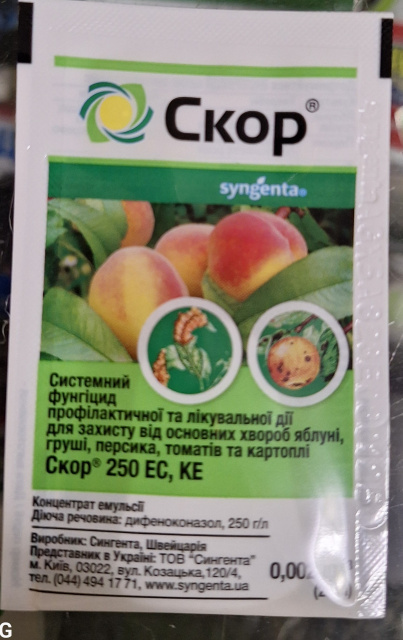 Скор®
syngenta
Системний
фунгіцид
профілактичної та лікувальної дії
для захисту від основних хвороб яблуні,
груші, персика, томатів та картоплі
Скор® 250 EC, КЕ
Концентрат емульсії
Діюча речовина: дифеноконазол, 250 г/л
Виробник: Сингента, Швейцарія
Представник в Україні: ТОВ "Сингента"
м. Київ, 03022, вул. Козацька,120/4,
тел. (044) 494 17 71, www.syngenta.ua
G